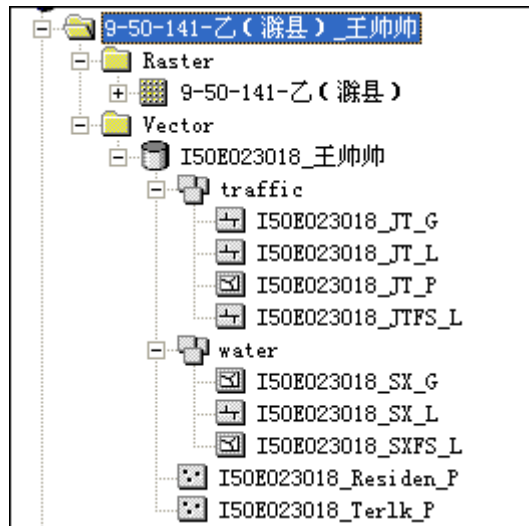 9-50-141-乙(滁县)_王帅帅
Raster
9-50-141-乙(滁县)
Vector
I50E023018_王帅帅
traffic
I50E023018_JT_G
I50E023018_JT_L
I50E023018_JT_P
I50E023018_JTFS_L
water
I50E023018_SX_G
I50E023018_SX_L
I50E023018_SXFS_L
I50E023018_Residen_P
I50E023018_Terlk_P